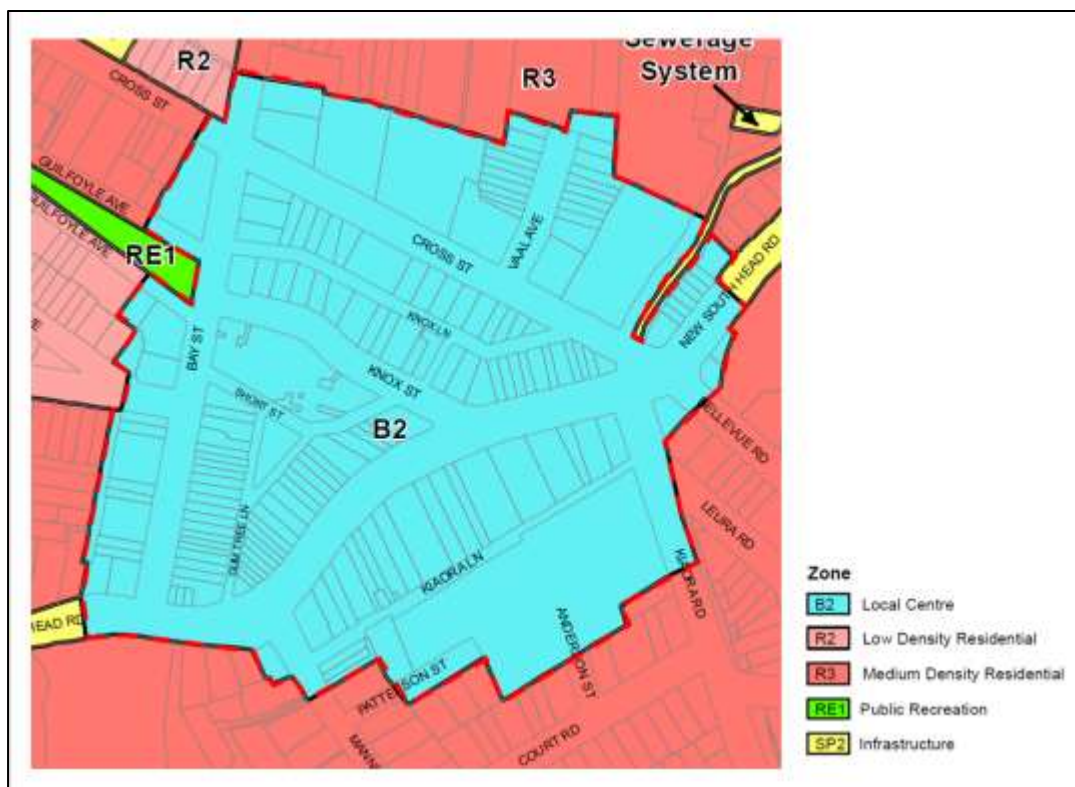 Sewerage
System
R2
R3
CROSS ST
GUILFOYLE AVE
GUILFOYLE AVE
RE1
CROSS ST
VAAL AVE
NEW SOUTH HEAD RD
KNOX LN
BAY ST
KNOX ST
SHORT ST
B2
BELLEVUE RD
GUM TREE LN
LEURA RD
KIAORA LN
KIAORA RD
HEAD RD
ANDERSON ST
PATTERSON ST
MANN
COURT RD
Zone
B2 Local Centre
R2 Low Density Residential
R3 Medium Density Residential
RE1 Public Recreation
SP2 Infrastructure